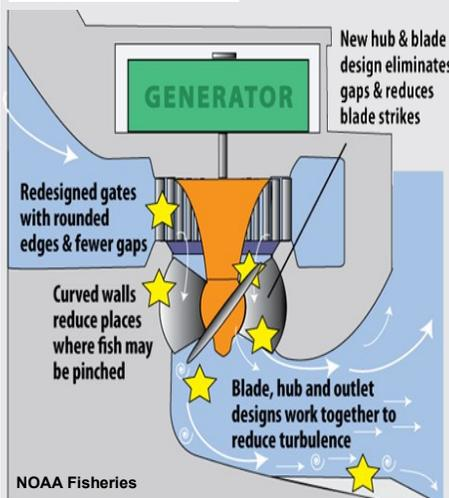 New hub & blade
design eliminates
gaps & reduces
blade strikes
GENERATOR
Redesigned gates
with rounded
edges & fewer gaps
Curved walls
reduce places
where fish may
be pinched
Blade, hub and outlet
designs work together to
reduce turbulence
NOAA Fisheries